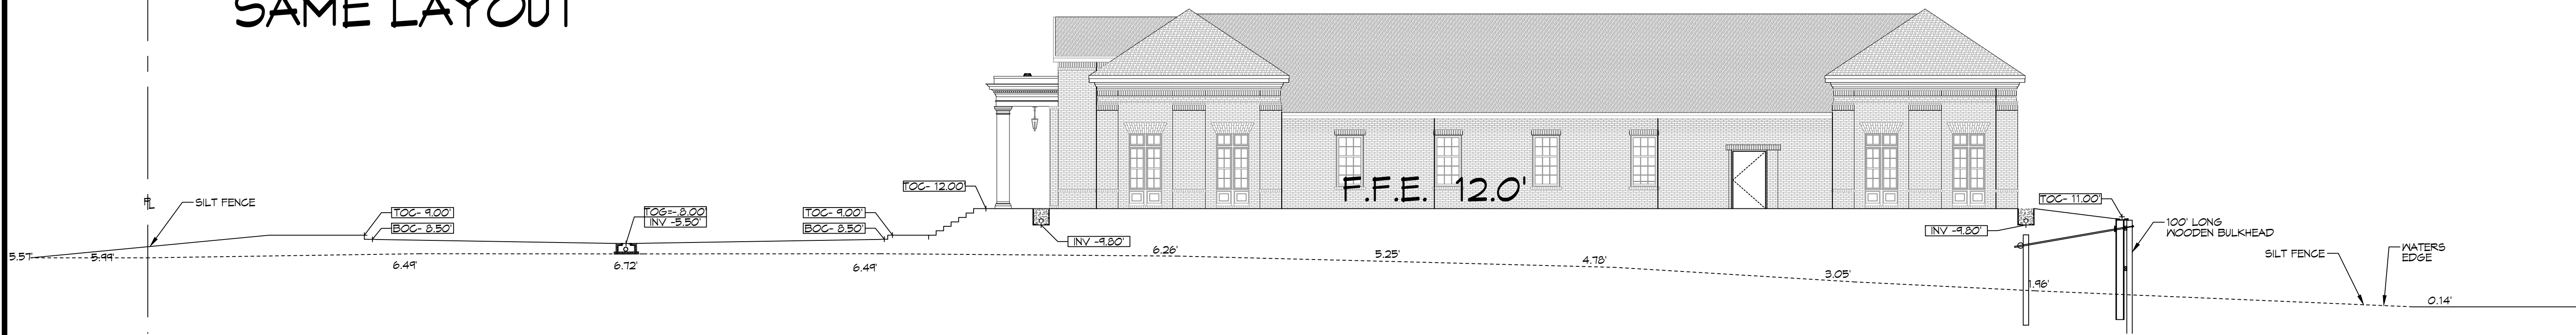 SAME LAYOUT
PL
SILT FENCE
TOC- 9.00'
BOC- 8.50'
TOG=- 8.00'
INV -5.50'
TOC- 9.00'
BOC- 8.50'
TOC- 12.00'
F.F.E. 12.0'
INV -9.80'
INV -9.80'
TOC- 11.00'
100' LONG
WOODEN BULKHEAD
SILT FENCE
WATERS
EDGE
5.57'
5.99'
6.49'
6.72'
6.49'
6.26'
5.25'
4.78'
3.05'
1.96'
0.14'